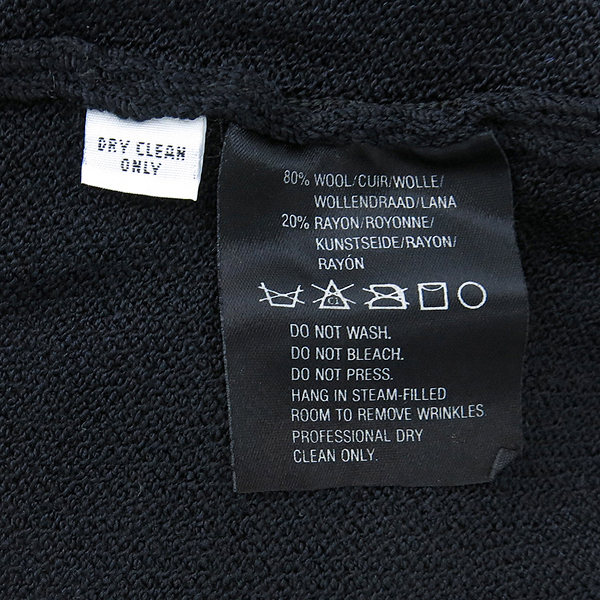 DRY CLEAN
ONLY
80% WOOL/CUIR/WOLLE/
WOLLENDRAAD/LANA
20% RAYON/ROYONNE/
KUNSTSEIDE/RAYON/
RAYÓN
CL
DO NOT WASH.
DO NOT BLEACH.
DO NOT PRESS.
HANG IN STEAM-FILLED
ROOM TO REMOVE WRINKLES
PROFESSIONAL DRY
CLEAN ONLY.